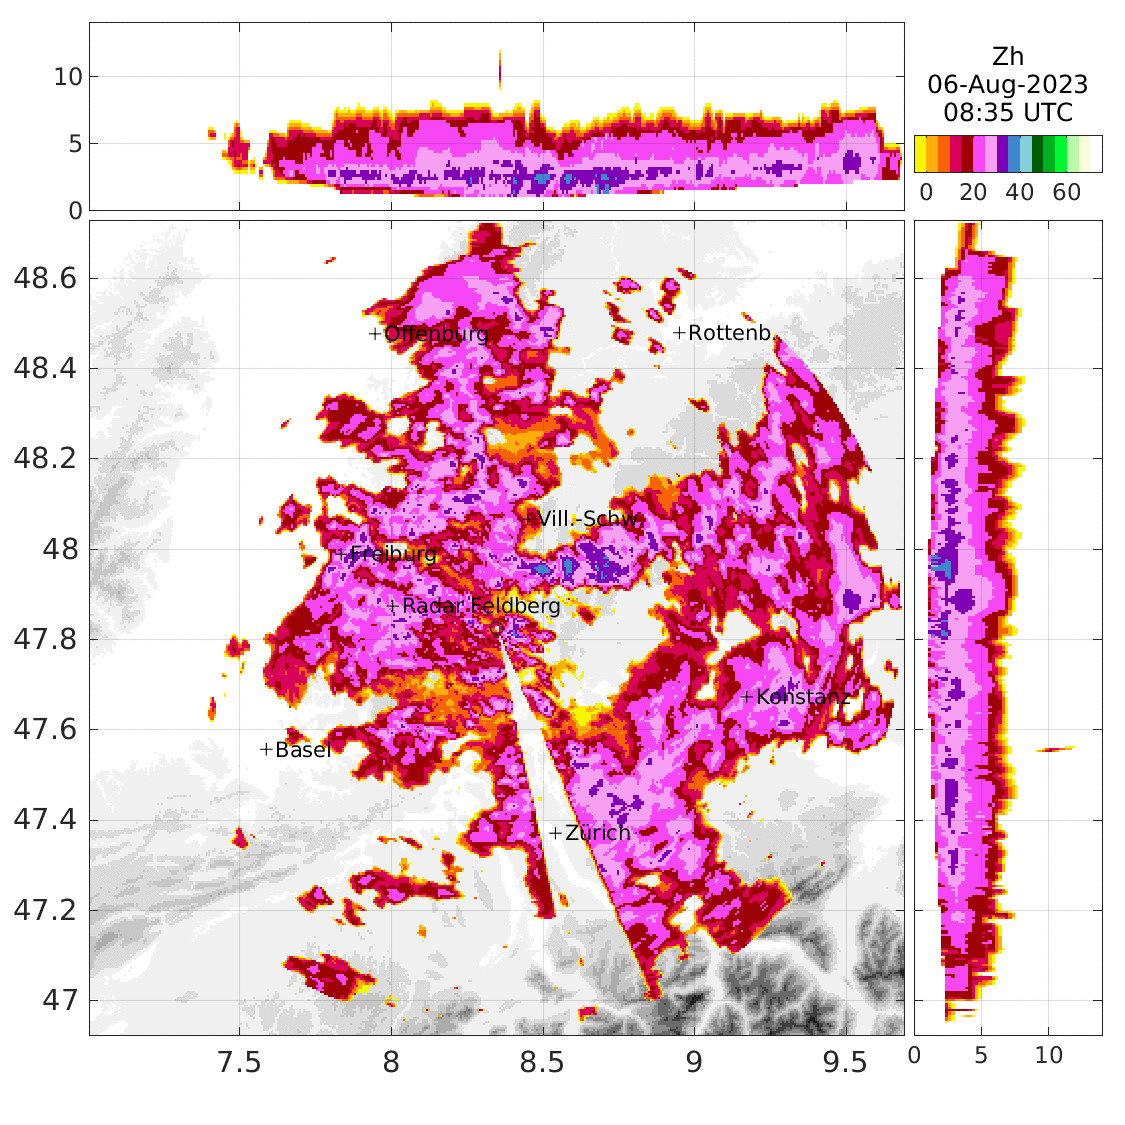 10
5
0
Zh
06-Aug-2023
08:35 UTC
0 20 40 60
48.6
48.4
48.2
48
47.8
47.6
47.4
47.2
47
+Offenburg
+Rottenb.
+Vill.-Schw.
+Freiburg
+Radar Feldberg
+Konstanz
+Basel
+Zürich
7.5 8 8.5 9 9.5
0 5 10